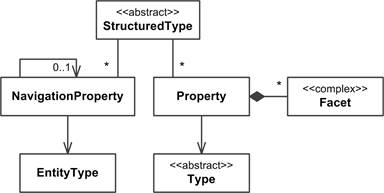 <<abstract>>
StructuredType
0..1
*
*
*
<<complex>>
Facet
NavigationProperty
Property
EntityType
<<abstract>>
Type